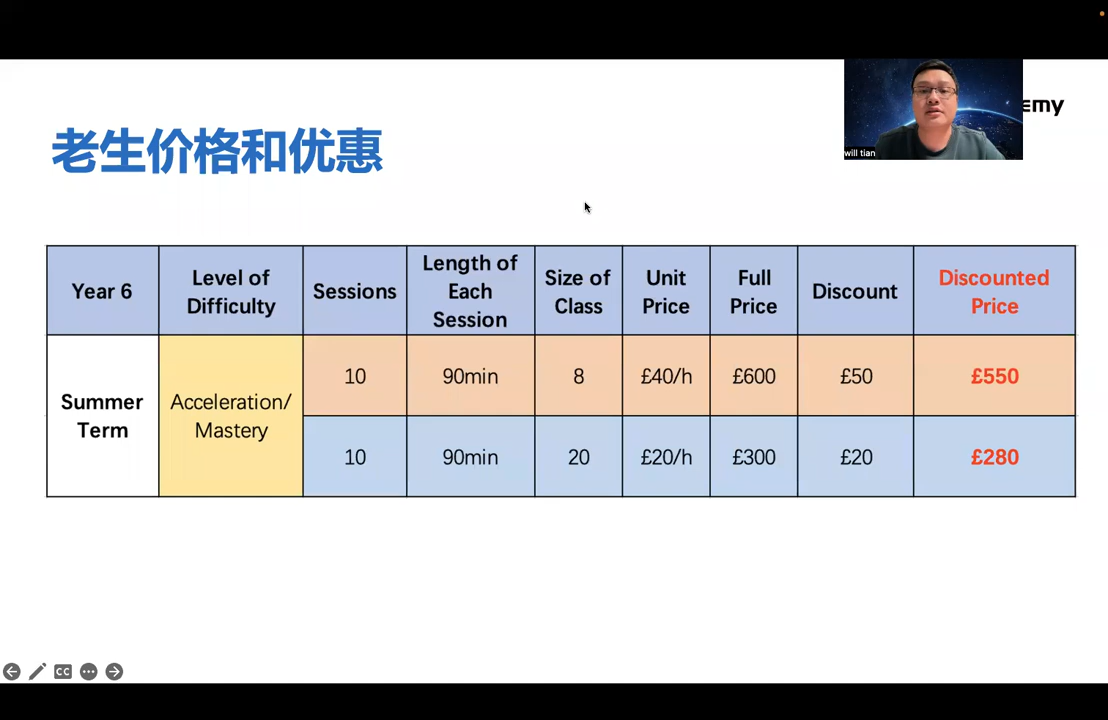 emy
will tian
老生价格和优惠
Year 6
Level of
Difficulty
Sessions
Length of
Each
Session
Size of
Class
Unit
Price
Full
Price
Discount
Discounted
Price
Summer
Term
Acceleration/
Mastery
10
90min
8
£40/h
£600
£50
£550
10
90min
20
£20/h
£300
£20
£280
CC